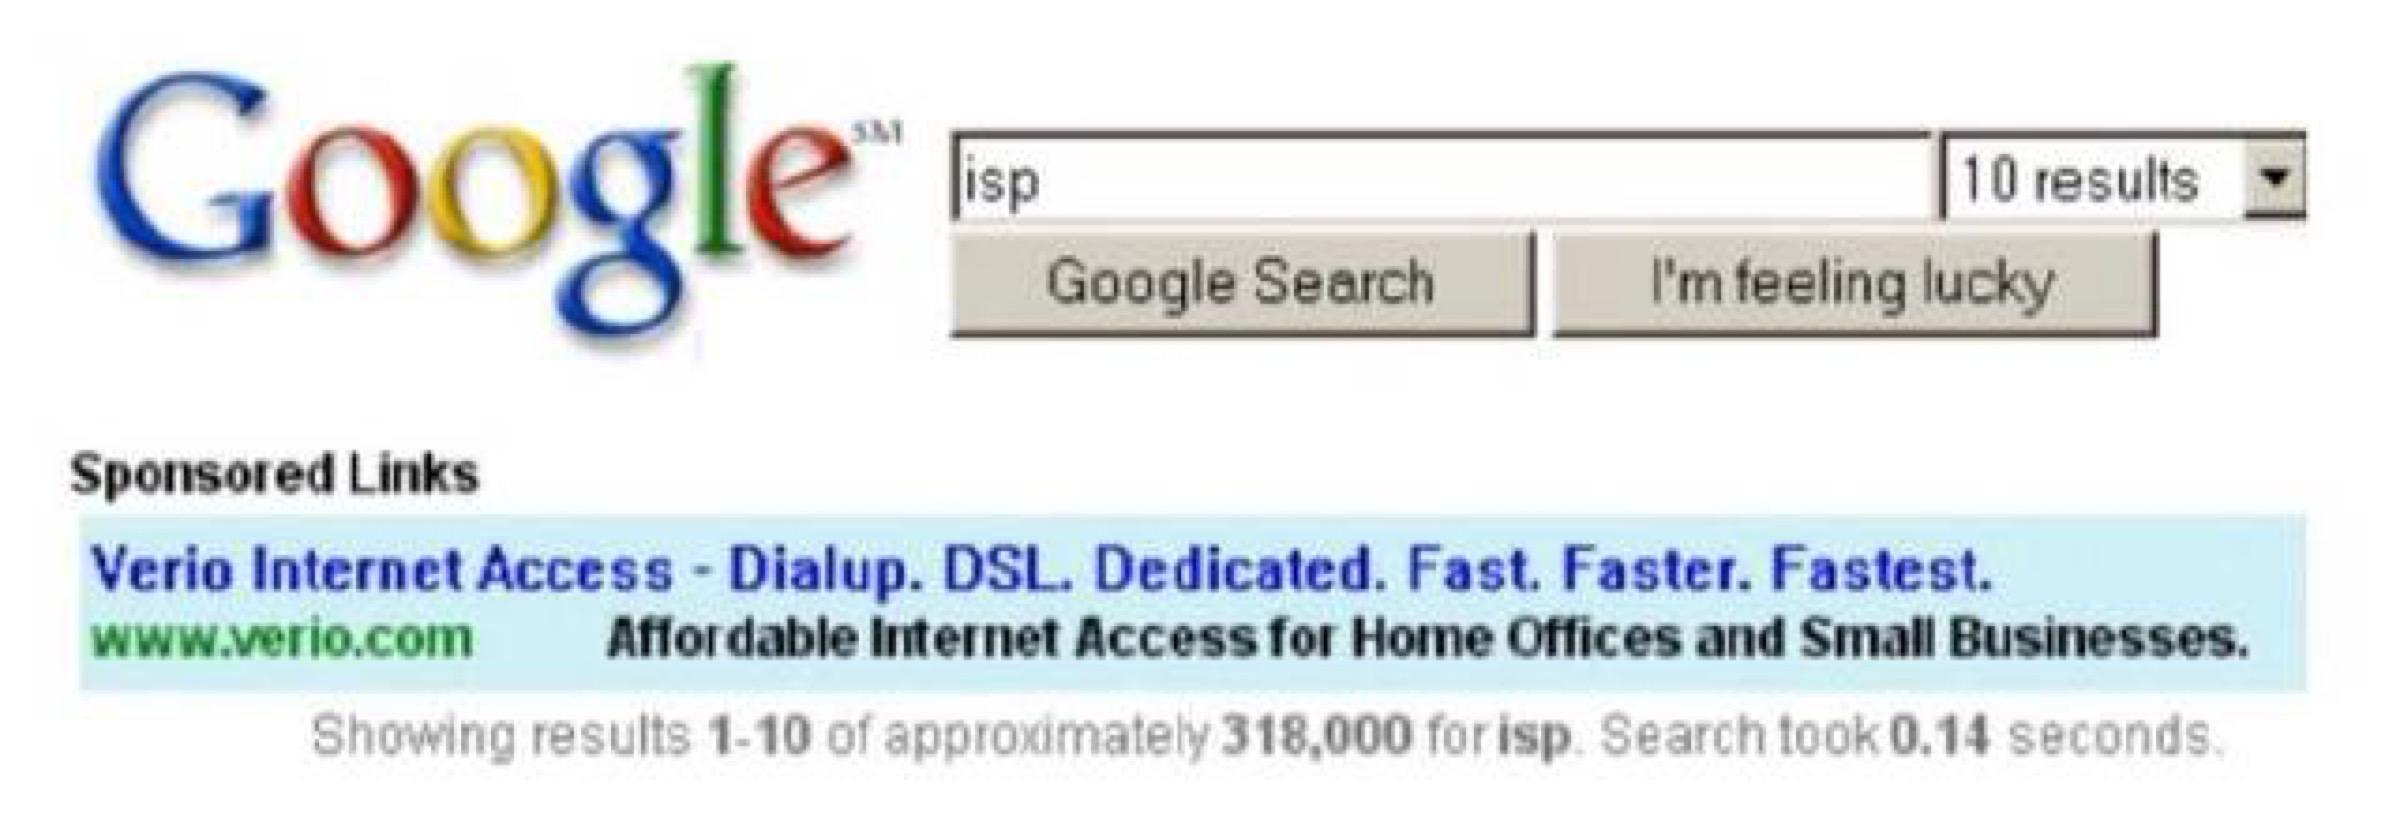 Google SM
isp 10 results
Google Search I'm feeling lucky
Sponsored Links
Verio Internet Access - Dialup. DSL. Dedicated. Fast. Faster. Fastest.
www.verio.com Affordable Internet Access for Home Offices and Small Businesses.
Showing results 1-10 of approximately 318,000 for isp. Search took 0.14 seconds.